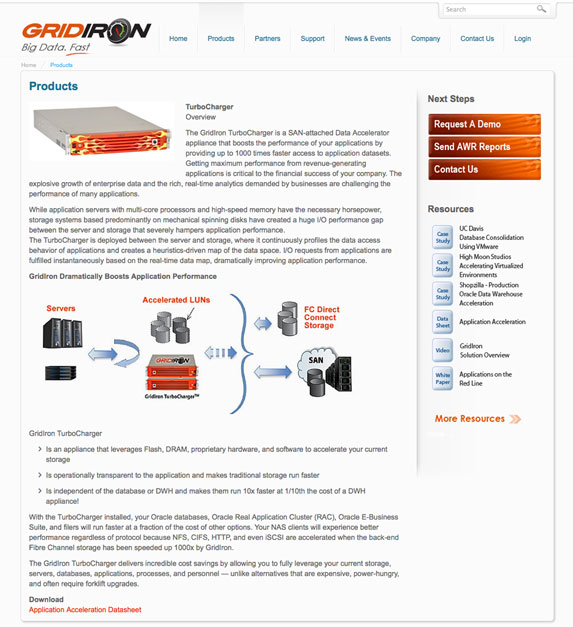 Search
GRIDIRON
Big Data. Fast
Home
Products
Partners
Support
News & Events
Company
Contact Us
Login
Home / Products
Products
TurboCharger
Overview
The GridIron TurboCharger is a SAN-attached Data Accelerator
appliance that boosts the performance of your applications by
providing up to 1000 times faster access to application datasets.
Getting maximum performance from revenue-generating
applications is critical to the financial success of your company. The
explosive growth of enterprise data and the rich, real-time analytics demanded by businesses are challenging the
performance of many applications.
While application servers with multi-core processors and high-speed memory have the necessary horsepower,
storage systems based predominantly on mechanical spinning disks have created a huge I/O performance gap
between the server and storage that severely hampers application performance.
The TurboCharger is deployed between the server and storage, where it continuously profiles the data access
behavior of applications and creates a heuristics-driven map of the data space. I/O requests from applications are
fulfilled instantaneously based on the real-time data map, dramatically improving application performance.
GridIron Dramatically Boosts Application Performance
Servers
Accelerated LUNs
FC Direct
Connect
Storage
GRIDIRON
SAN
GridIron TurboCharger™
GridIron TurboCharger
Is an appliance that leverages Flash, DRAM, proprietary hardware, and software to accelerate your current
storage
Is operationally transparent to the application and makes traditional storage run faster
Is independent of the database or DWH and makes them run 10x faster at 1/10th the cost of a DWH
appliance!
With the TurboCharger installed, your Oracle databases, Oracle Real Application Cluster (RAC), Oracle E-Business
Suite, and filers will run faster at a fraction of the cost of other options. Your NAS clients will experience better
performance regardless of protocol because NFS, CIFS, HTTP, and even iSCSI are accelerated when the back-end
Fibre Channel storage has been speeded up 1000x by GridIron.
The GridIron TurboCharger delivers incredible cost savings by allowing you to fully leverage your current storage,
servers, databases, applications, processes, and personnel — unlike alternatives that are expensive, power-hungry,
and often require forklift upgrades.
Download
Application Acceleration Datasheet
Next Steps
Request A Demo
Send AWR Reports
Contact Us
Resources
Case
Study
UC Davis
Database Consolidation
Using VMware
Case
Study
High Moon Studios
Accelerating Virtualized
Environments
Case
Study
Shopzilla - Production
Oracle Data Warehouse
Acceleration
Data
Sheet
Application Acceleration
Video
GridIron
Solution Overview
White
Paper
Applications on the
Red Line
More Resources